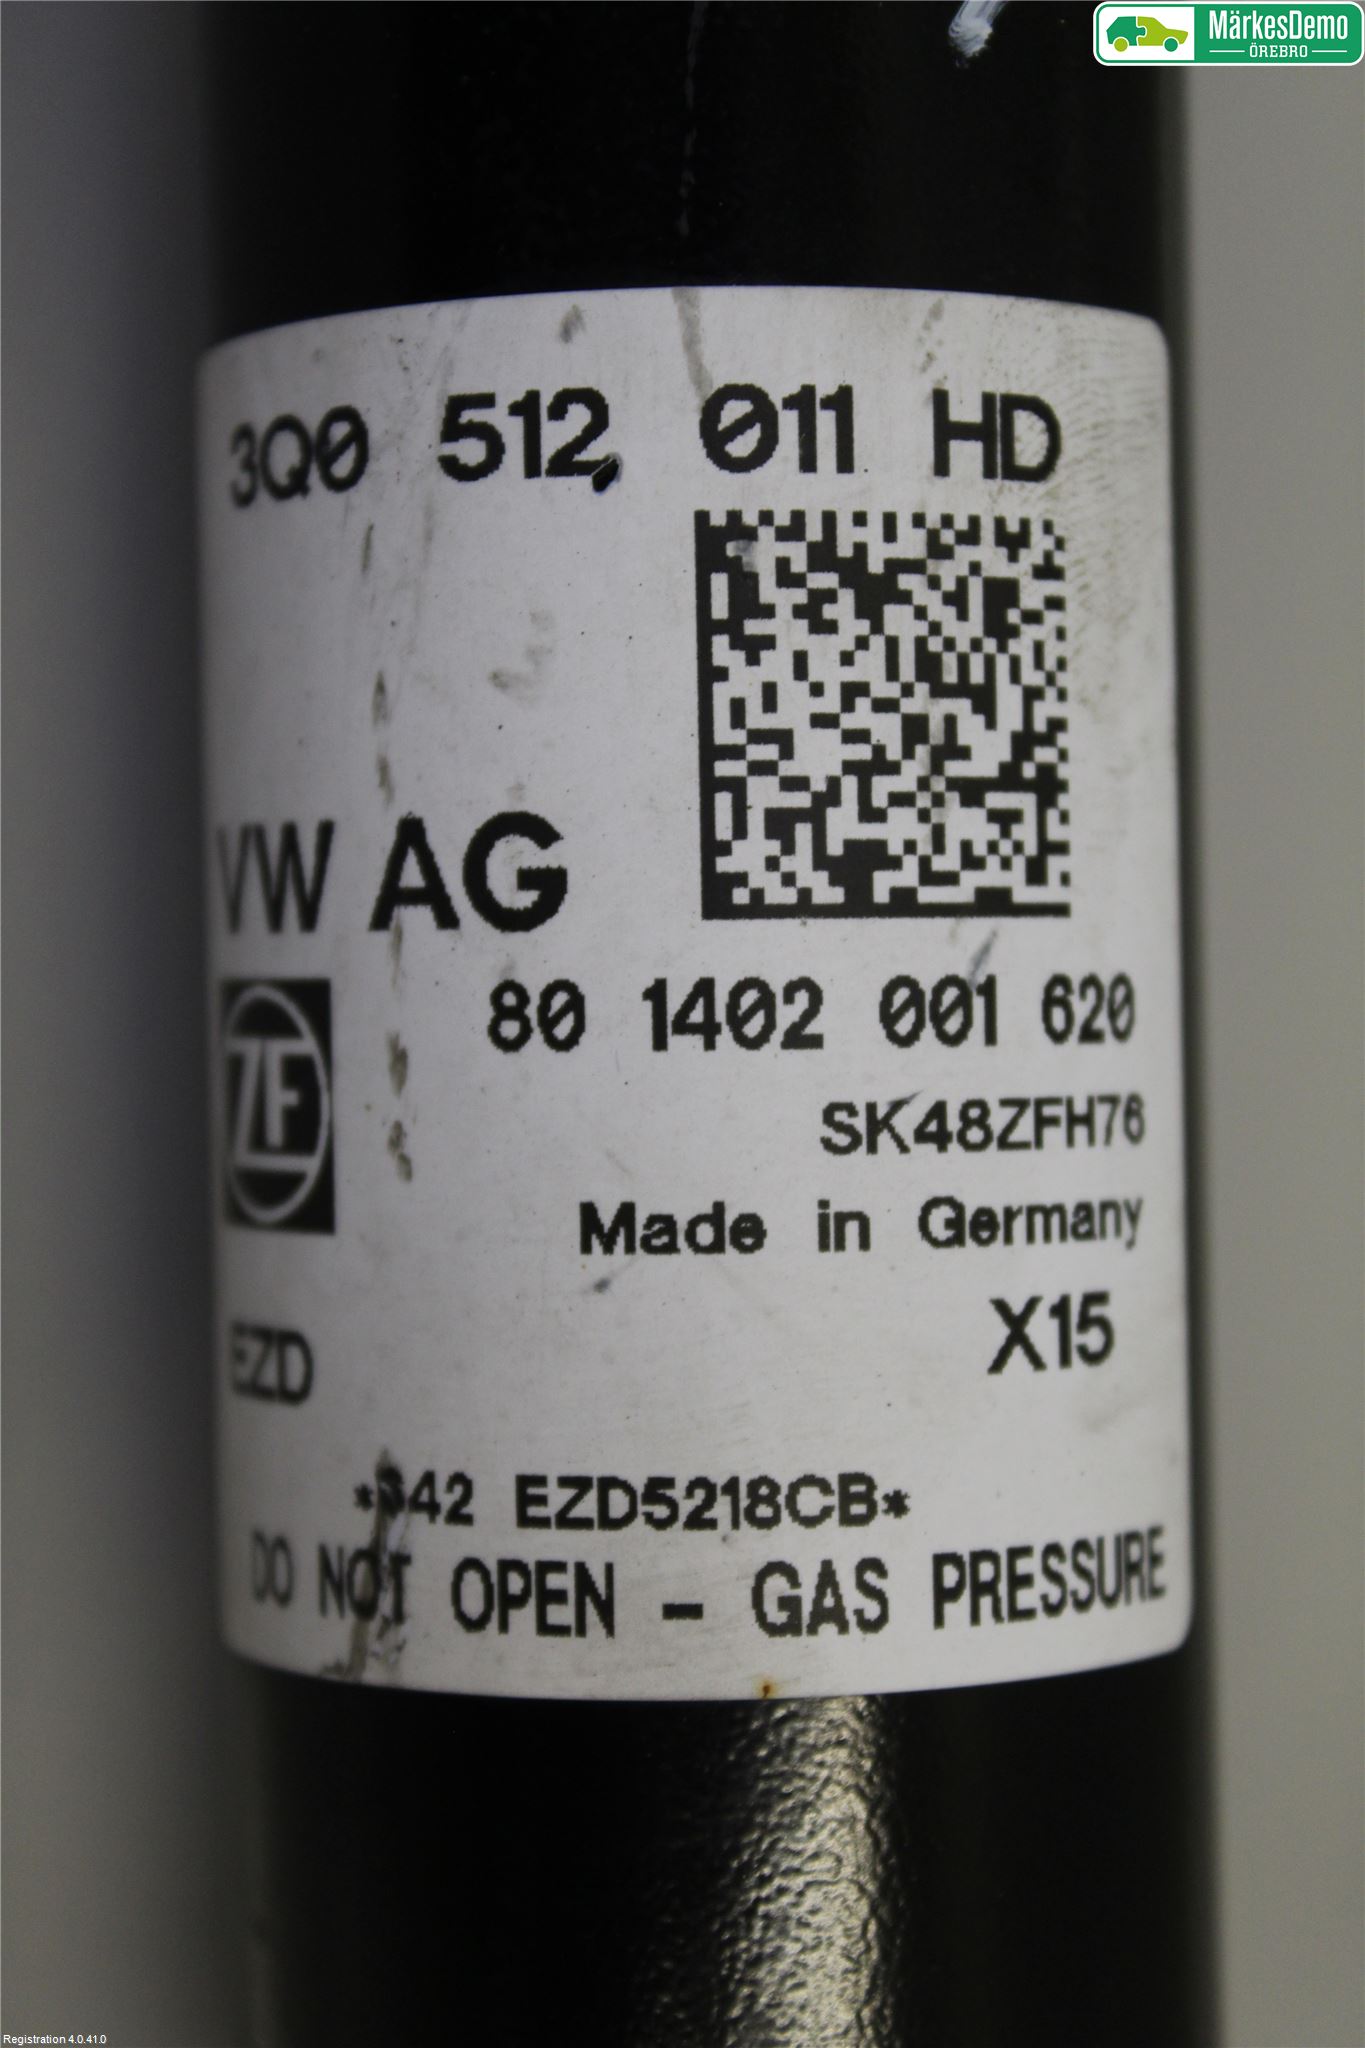 MärkesDemo
ÖREBRO
3Q0 512 011 HD
VW AG
80 1402 001 620
ZF
SK48ZFH76
Made in Germany
X15
EZD
*342 EZD5218CB*
DO NOT OPEN - GAS PRESSURE
Registration 4.0.41.0